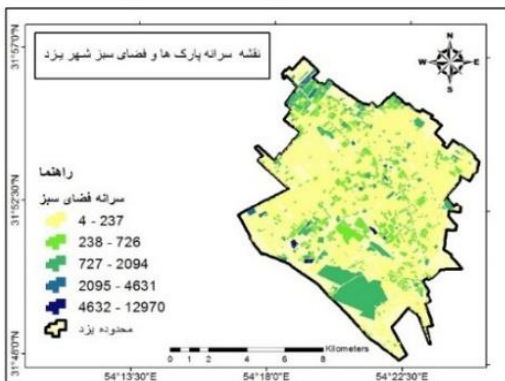 نقشه سرانه پارک ها و فضای سبز شهر یزد
N
W E
S
31°57'0"N
31°52'30"N
31°48'0"N
راهنما
سرانه فضای سبز
4 - 237
238 - 726
727 - 2094
2095 - 4631
4632 - 12970
محدوده یزد
Kilometers
0 1 2 4 6 8
54°13'30"E 54°18'0"E 54°22'30"E